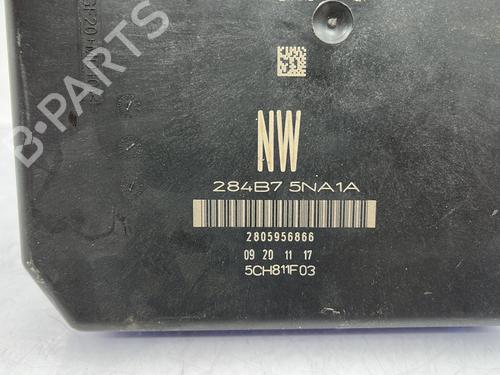 B-PARTS
NW
284B7 5NA1A
2805956866
09 20 11 17
5CH811F03